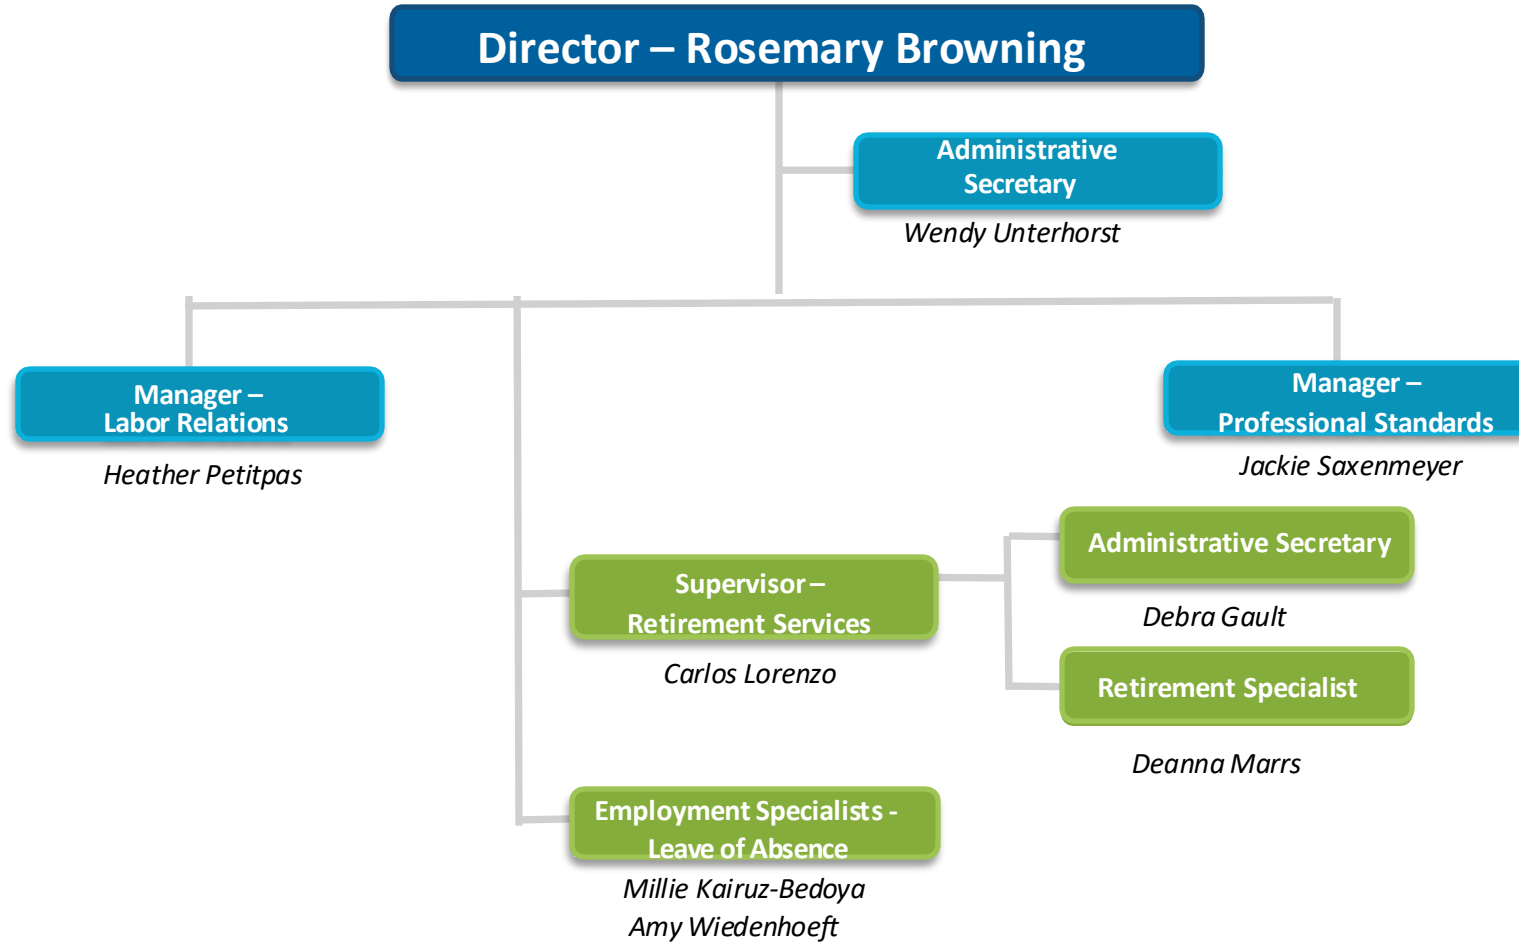 Director – Rosemary Browning
Administrative
Secretary
Wendy Unterhorst
Manager –
Labor Relations
Heather Petitpas
Manager –
Professional Standards
Jackie Saxenmeyer
Supervisor –
Retirement Services
Carlos Lorenzo
Administrative Secretary
Debra Gault
Retirement Specialist
Deanna Marrs
Employment Specialists -
Leave of Absence
Millie Kairuz-Bedoya
Amy Wiedenhoeft